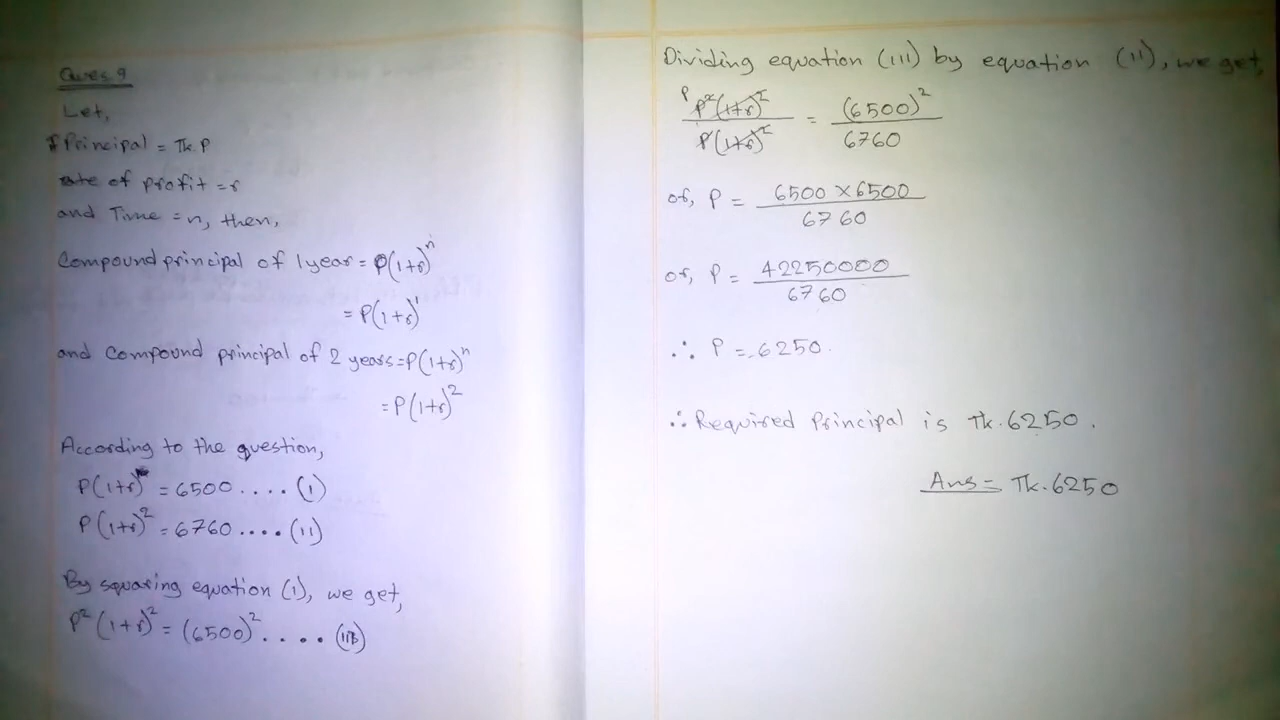 Ques. 9
Let,
Principal = Tk P
rate of profit = r
and Time = n, then,
Compound principal of 1 year = P(1+r)^n
= P(1+r)^1
and compound principal of 2 years = P(1+r)^n
= P(1+r)^2
According to the question,
P(1+r) = 6500 .... (i)
P(1+r)^2 = 6760 .... (ii)
By squaring equation (i), we get,
P^2 (1+r)^2 = (6500)^2 .... (iii)
Dividing equation (iii) by equation (ii), we get,
P P^2(1+r)^2 / P(1+r)^2 = (6500)^2 / 6760
or, P = 6500 × 6500 / 6760
or, P = 42250000 / 6760
∴ P = 6250.
∴ Required Principal is Tk. 6250.
Ans = Tk. 6250